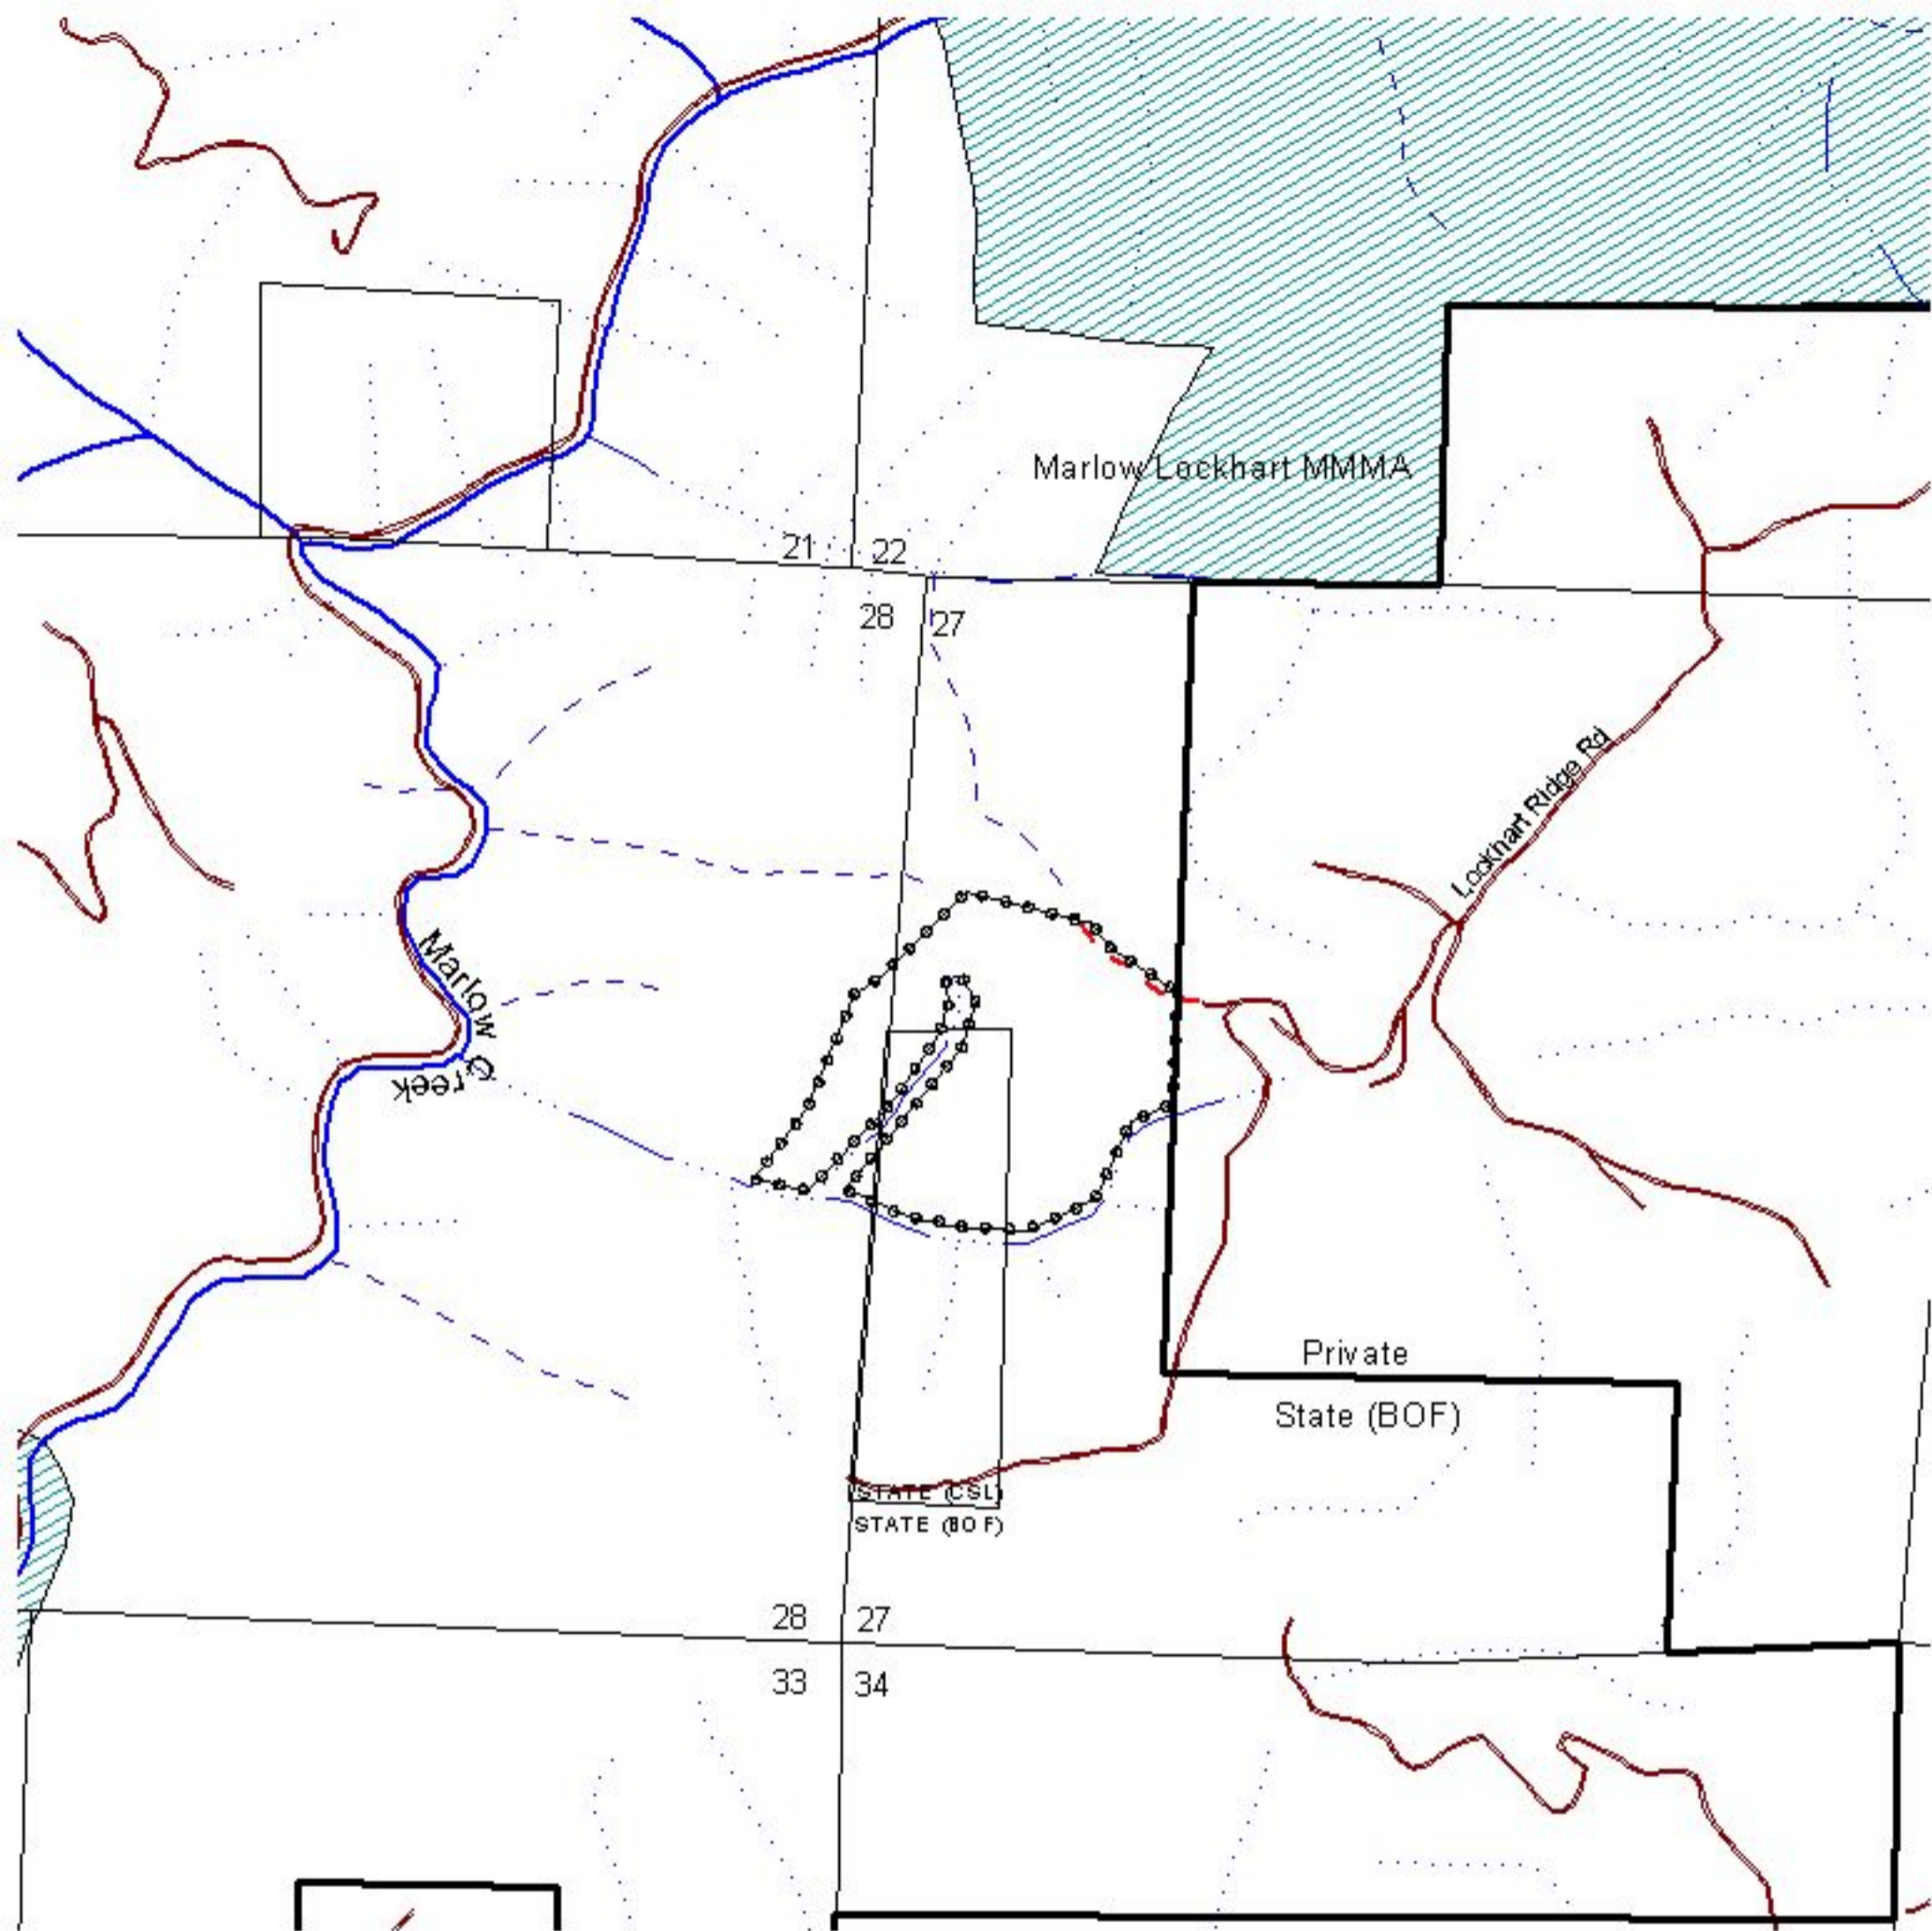 Marlow Lockhart MMMA
21
22
28
27
Lockhart Ridge Rd
Marlow Creek
Private
State (BOF)
STATE (CSL)
STATE (BOF)
28
27
33
34